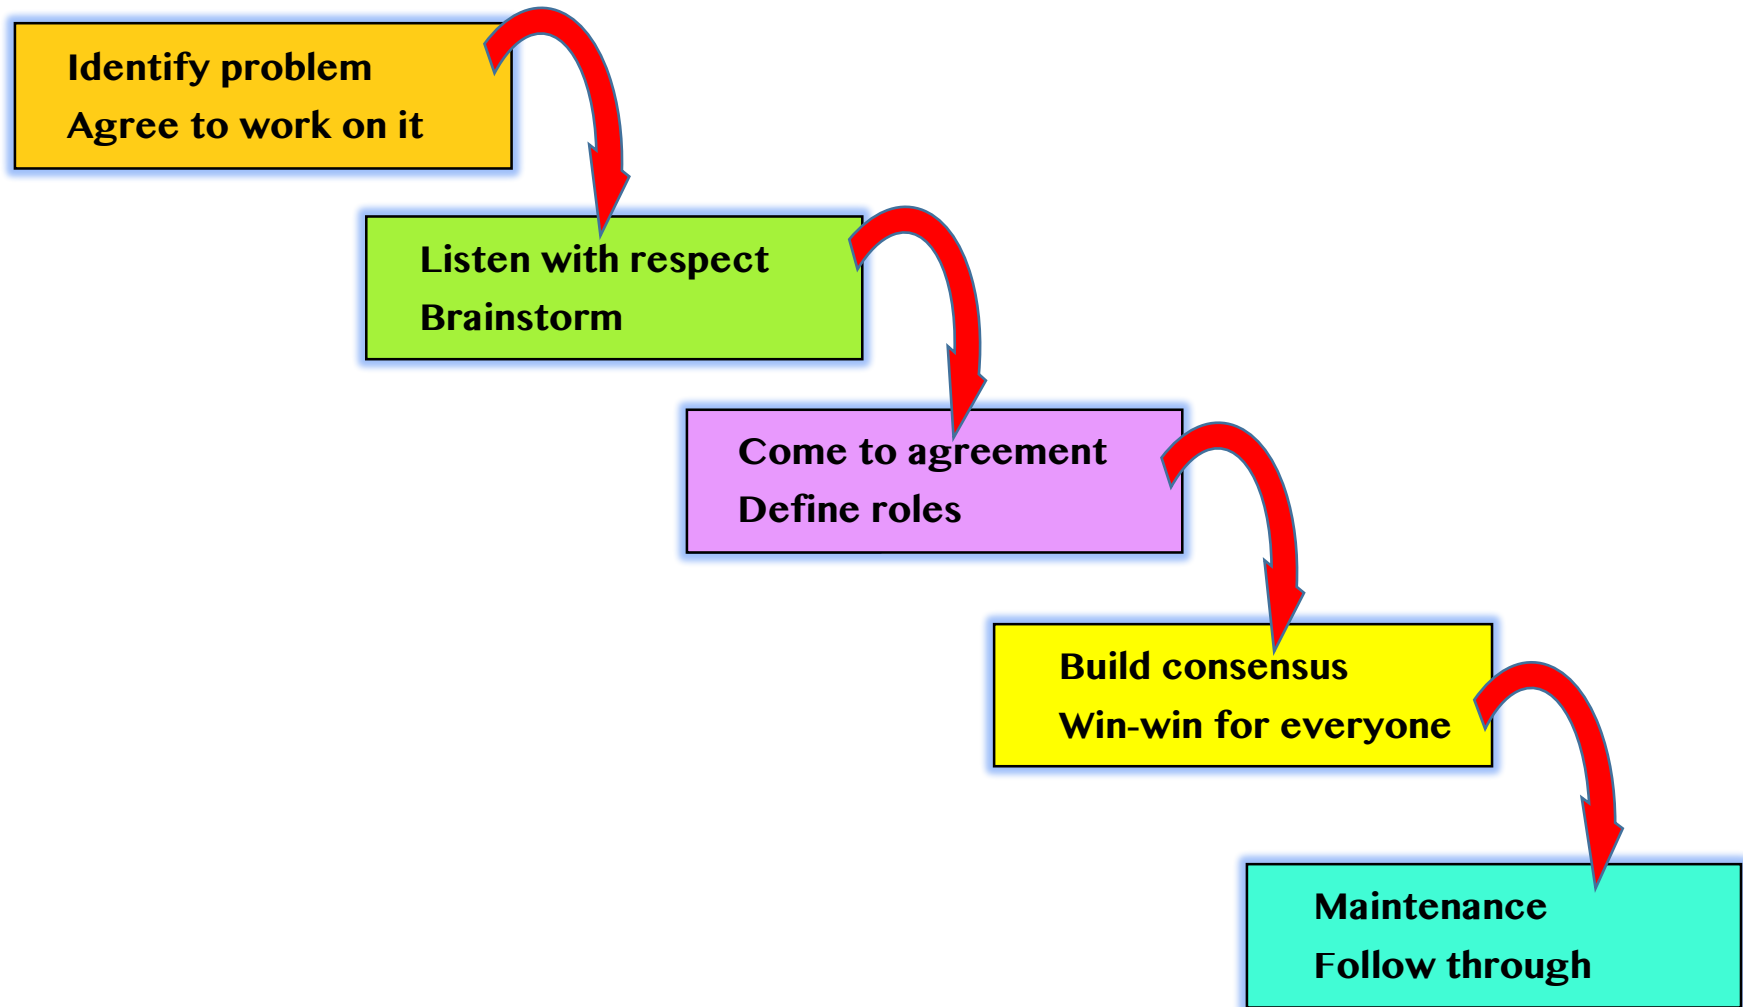 Identify problem
Agree to work on it
Listen with respect
Brainstorm
Come to agreement
Define roles
Build consensus
Win-win for everyone
Maintenance
Follow through